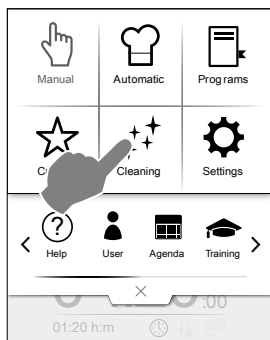 Manual Automatic Programs
Cleaning Settings
? Help User Agenda Training
:00
01:20 h:m